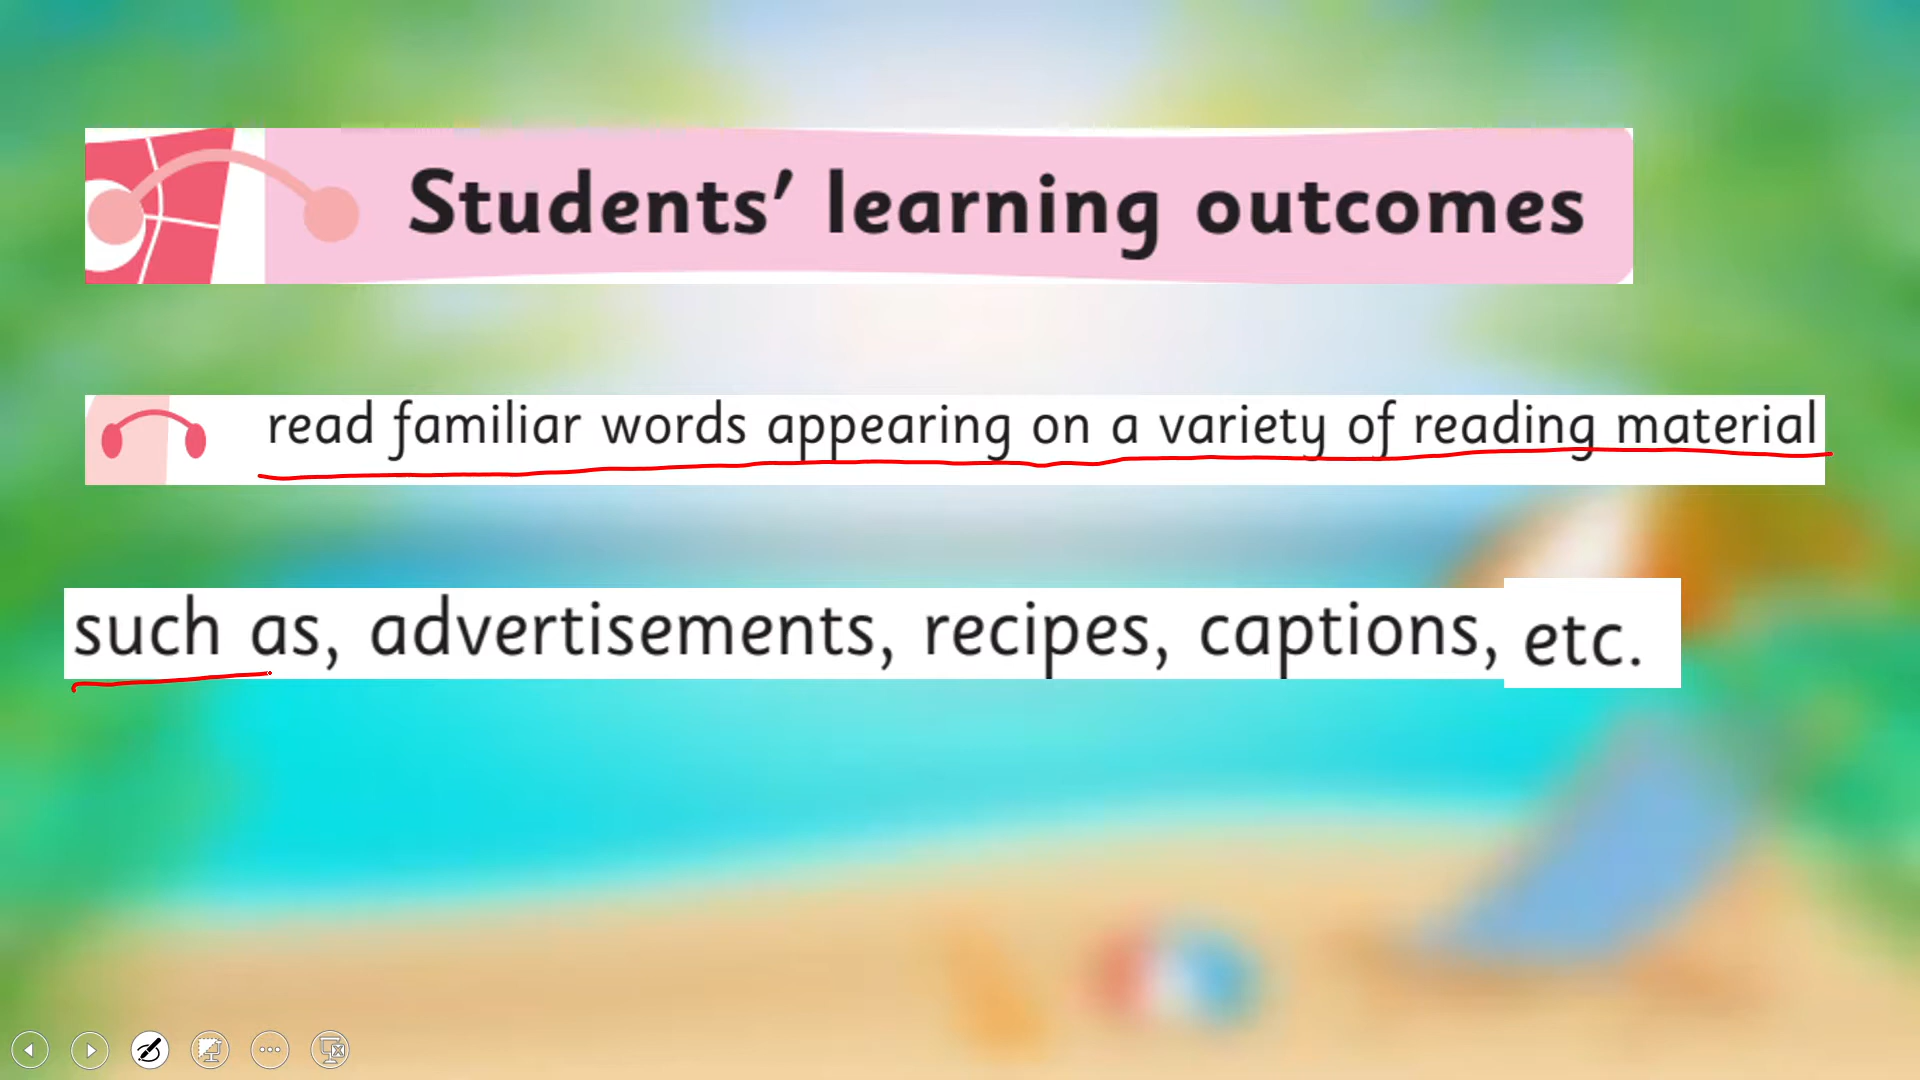 Students’ learning outcomes
read familiar words appearing on a variety of reading material
such as, advertisements, recipes, captions, etc.